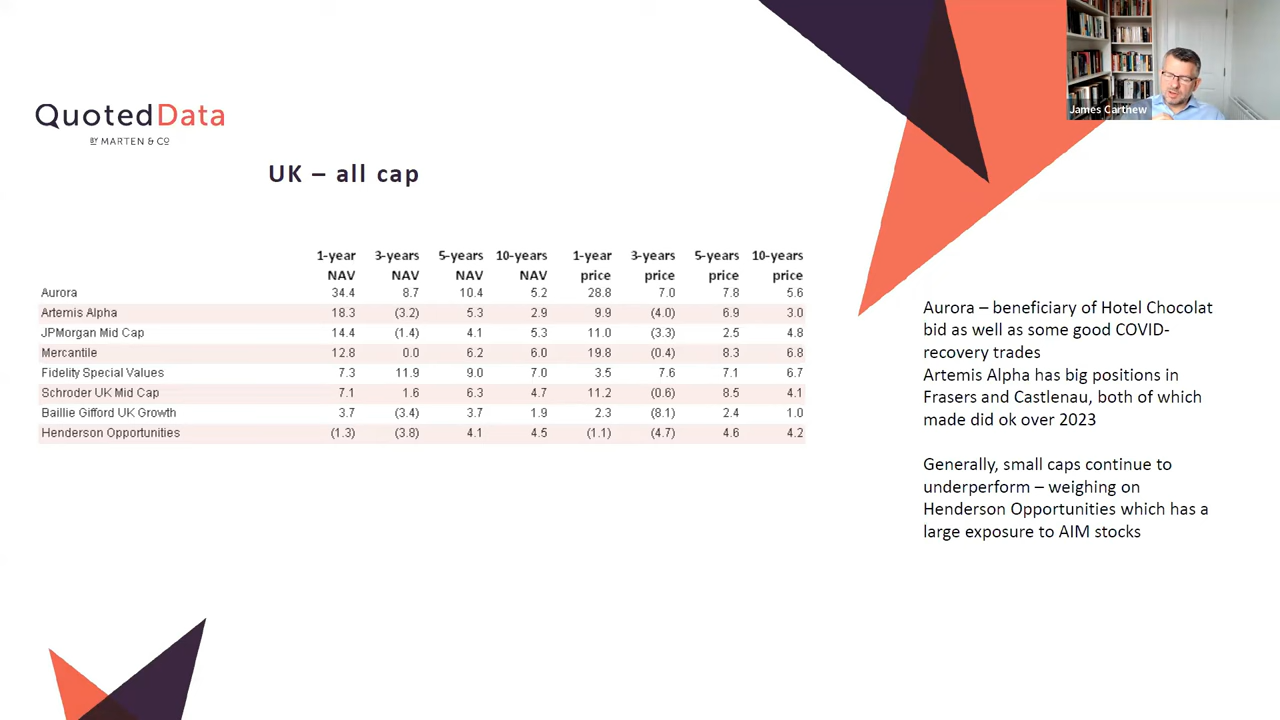 James Carthew
QuotedData
BY MARTEN & CO
UK – all cap
1-year 3-years 5-years 10-years 1-year 3-years 5-years 10-years
NAV NAV NAV NAV price price price price
Aurora 34.4 8.7 10.4 5.2 28.8 7.0 7.8 5.6
Artemis Alpha 18.3 (3.2) 5.3 2.9 9.9 (4.0) 6.9 3.0
JPMorgan Mid Cap 14.4 (1.4) 4.1 5.3 11.0 (3.3) 2.5 4.8
Mercantile 12.8 0.0 6.2 6.0 19.8 (0.4) 8.3 6.8
Fidelity Special Values 7.3 11.9 9.0 7.0 3.5 7.6 7.1 6.7
Schroder UK Mid Cap 7.1 1.6 6.3 4.7 11.2 (0.6) 8.5 4.1
Baillie Gifford UK Growth 3.7 (3.4) 3.7 1.9 2.3 (8.1) 2.4 1.0
Henderson Opportunities (1.3) (3.8) 4.1 4.5 (1.1) (4.7) 4.6 4.2
Aurora – beneficiary of Hotel Chocolat
bid as well as some good COVID-
recovery trades
Artemis Alpha has big positions in
Frasers and Castlenau, both of which
made did ok over 2023
Generally, small caps continue to
underperform – weighing on
Henderson Opportunities which has a
large exposure to AIM stocks